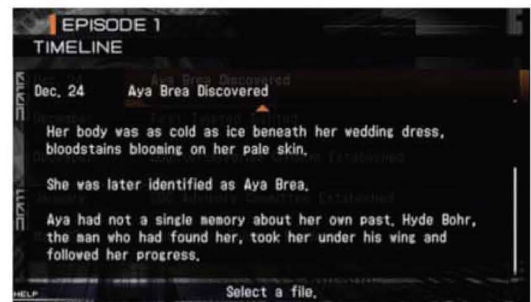 EPISODE 1
TIMELINE
Dec. 24 Aya Brea Discovered
Her body was as cold as ice beneath her wedding dress,
bloodstains blooming on her pale skin.
She was later identified as Aya Brea.
Aya had not a single memory about her own past. Hyde Bohr,
the man who had found her, took her under his wing and
followed her progress.
HELP
Select a file.